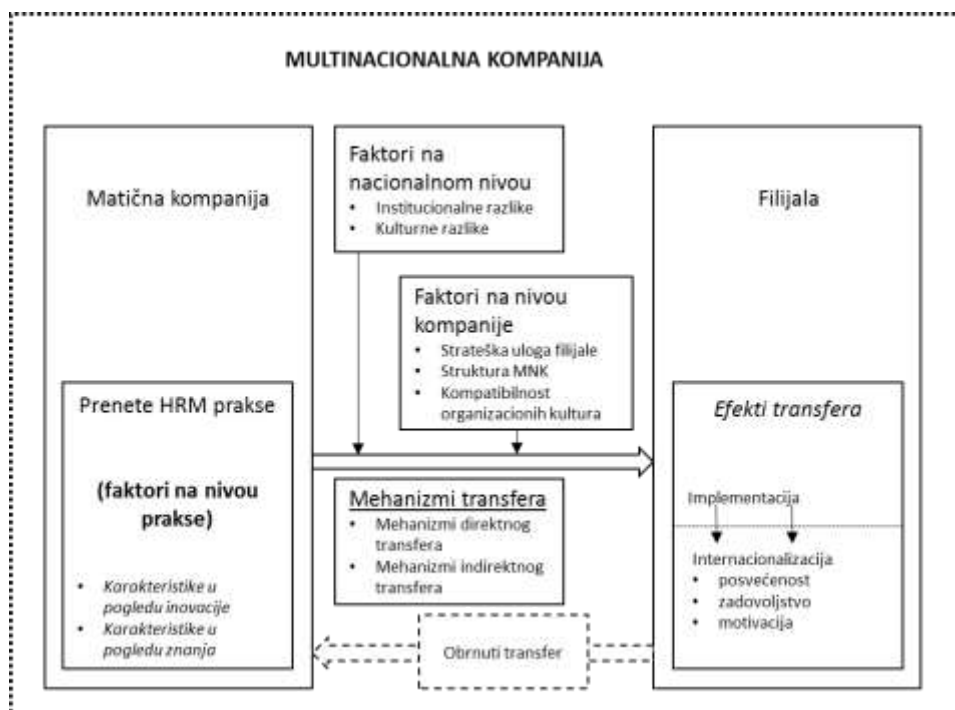 MULTINACIONALNA KOMPANIJA
Matična kompanija
Prenete HRM prakse
(faktori na nivou
prakse)
• Karakteristike u
pogledu inovacije
• Karakteristike u
pogledu znanja
Faktori na
nacionalnom nivou
• Institucionalne razlike
• Kulturne razlike
Faktori na nivou
kompanije
• Strateška uloga filijale
• Struktura MNK
• Kompatibilnost
organizacionih kultura
Mehanizmi transfera
• Mehanizmi direktnog
transfera
• Mehanizmi indirektnog
transfera
Obrnuti transfer
Filijala
Efekti transfera
Implementacija
Internacionalizacija
• posvećenost
• zadovoljstvo
• motivacija